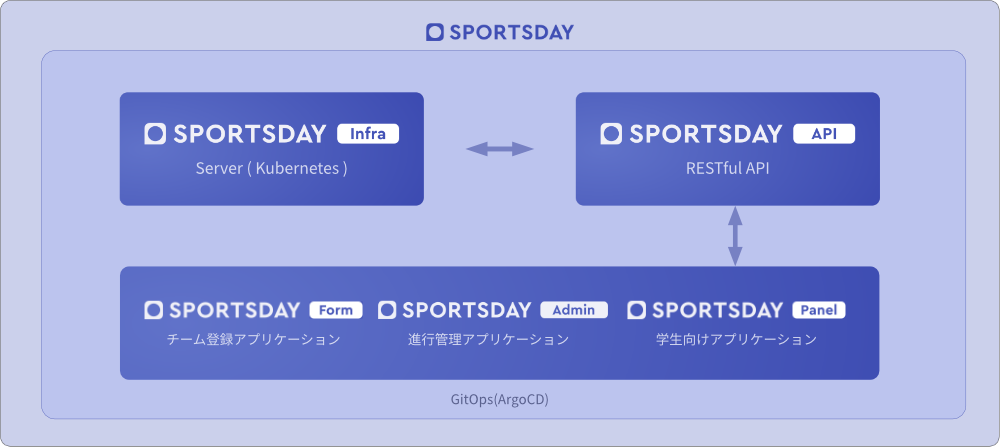 SPORTSDAY
SPORTSDAY Infra
Server ( Kubernetes )
SPORTSDAY API
RESTful API
SPORTSDAY Form
チーム登録アプリケーション
SPORTSDAY Admin
進行管理アプリケーション
SPORTSDAY Panel
学生向けアプリケーション
GitOps(ArgoCD)